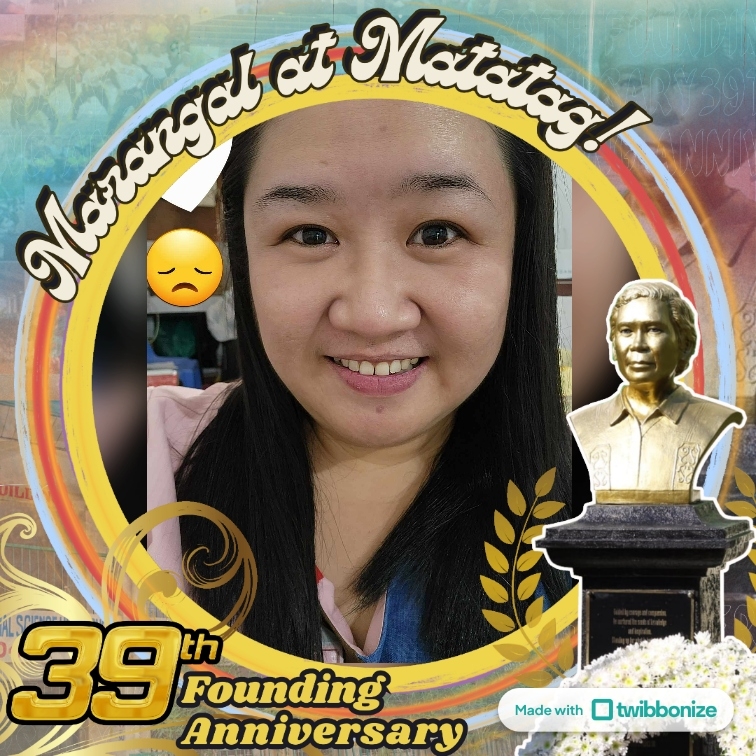 Marangal at Matatag!
39th
Founding
Anniversary
Made with twibbonize